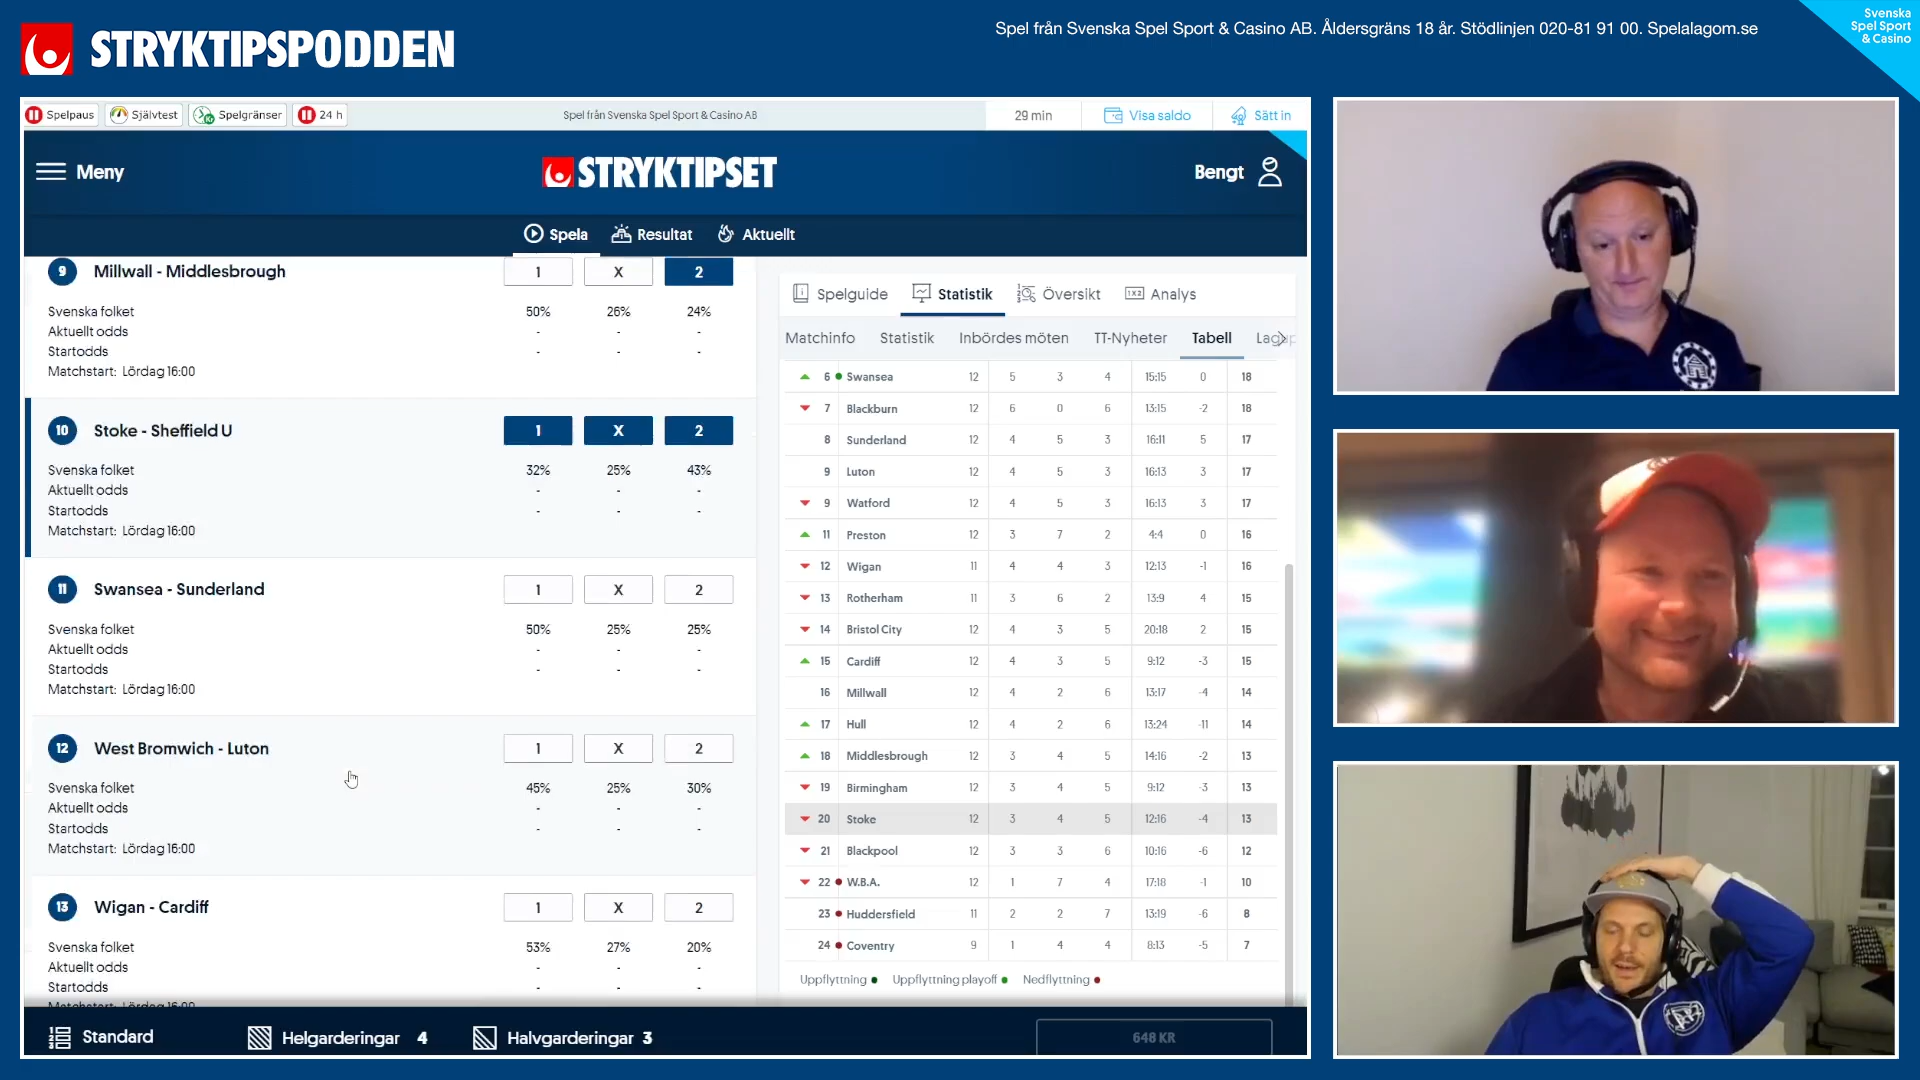 STRYKTIPSPODDEN
Spel från Svenska Spel Sport & Casino AB. Åldersgräns 18 år. Stödlinjen 020-81 91 00. Spelalagom.se
Svenska
Spel Sport
& Casino
Spelpaus
Självtest
Spelgränser
24 h
Spel från Svenska Spel Sport & Casino AB
29 min
Visa saldo
Sätt in
Meny
STRYKTIPSET
Bengt
Spela
Resultat
Aktuellt
9 Millwall - Middlesbrough 1 X 2
Svenska folket 50% 26% 24%
Aktuellt odds - - -
Startodds - - -
Matchstart: Lördag 16:00
10 Stoke - Sheffield U 1 X 2
Svenska folket 32% 25% 43%
Aktuellt odds - - -
Startodds - - -
Matchstart: Lördag 16:00
11 Swansea - Sunderland 1 X 2
Svenska folket 50% 25% 25%
Aktuellt odds - - -
Startodds - - -
Matchstart: Lördag 16:00
12 West Bromwich - Luton 1 X 2
Svenska folket 45% 25% 30%
Aktuellt odds - - -
Startodds - - -
Matchstart: Lördag 16:00
13 Wigan - Cardiff 1 X 2
Svenska folket 53% 27% 20%
Aktuellt odds - - -
Startodds - - -
Matchstart: Lördag 16:00
Spelguide Statistik Översikt Analys
Matchinfo Statistik Inbördes möten TT-Nyheter Tabell
6 Swansea 12 5 3 4 15:15 0 18
7 Blackburn 12 6 0 6 13:15 -2 18
8 Sunderland 12 4 5 3 16:11 5 17
9 Luton 12 4 5 3 16:13 3 17
9 Watford 12 4 5 3 16:13 3 17
11 Preston 12 3 7 2 4:4 0 16
12 Wigan 11 4 4 3 12:13 -1 16
13 Rotherham 11 3 6 2 13:9 4 15
14 Bristol City 12 4 3 5 20:18 2 15
15 Cardiff 12 4 3 5 9:12 -3 15
16 Millwall 12 4 2 6 13:17 -4 14
17 Hull 12 4 2 6 13:24 -11 14
18 Middlesbrough 12 3 4 5 14:16 -2 13
19 Birmingham 12 3 4 5 9:12 -3 13
20 Stoke 12 3 4 5 12:16 -4 13
21 Blackpool 12 3 3 6 10:16 -6 12
22 W.B.A. 12 1 7 4 17:18 -1 10
23 Huddersfield 11 2 2 7 13:19 -6 8
24 Coventry 9 1 4 4 8:13 -5 7
Uppflyttning Uppflyttning playoff Nedflyttning
Standard
Helgarderingar 4
Halvgarderingar 3
648 KR